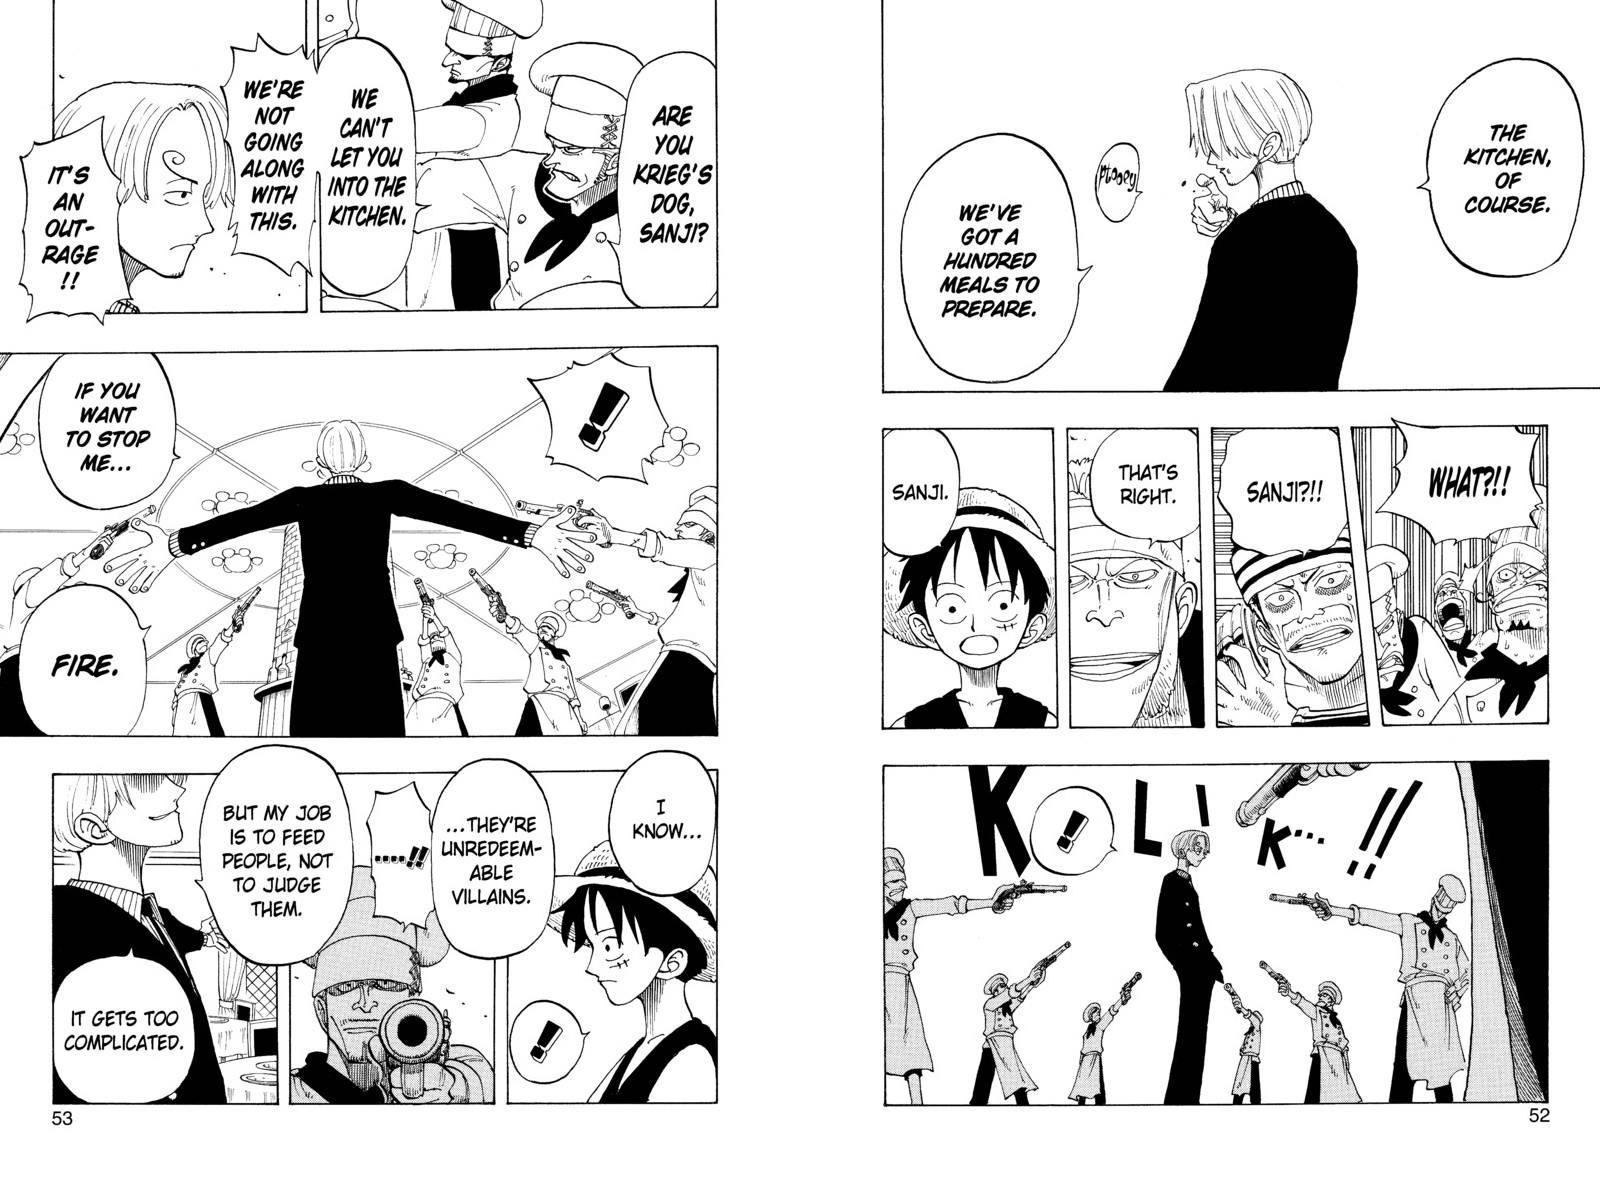 THE
KITCHEN,
OF
COURSE.
Ptooey
WE'VE
GOT A
HUNDRED
MEALS TO
PREPARE.
WHAT?!!
SANJI?!!
THAT'S
RIGHT.
SANJI.
KLIK...!!
!
52
ARE
YOU
KRIEG'S
DOG,
SANJI?
WE
CAN'T
LET YOU
INTO THE
KITCHEN.
WE'RE
NOT
GOING
ALONG
WITH
THIS.
IT'S
AN
OUT-
RAGE
!!
!
IF YOU
WANT
TO STOP
ME...
FIRE.
I
KNOW...
!
...THEY'RE
UNREDEEM-
ABLE
VILLAINS.
....!!
BUT MY JOB
IS TO FEED
PEOPLE, NOT
TO JUDGE
THEM.
IT GETS TOO
COMPLICATED.
53